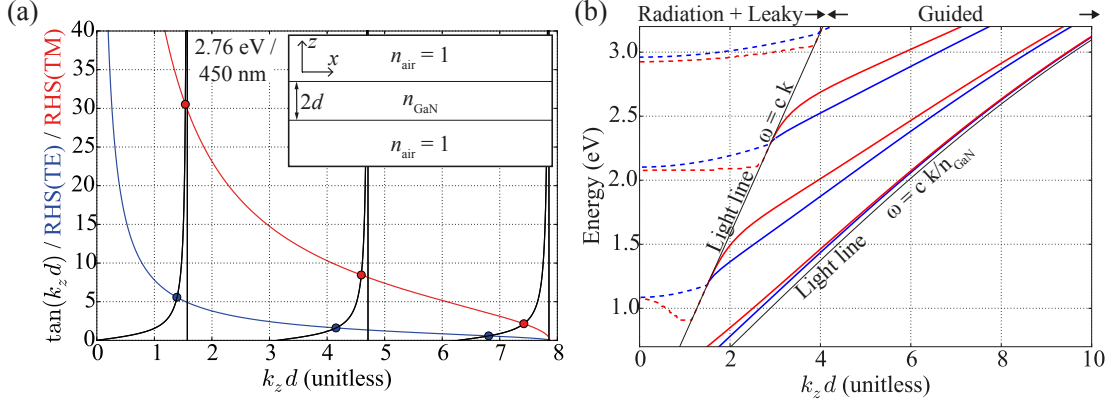 (a)
tan(k_z d) / RHS(TE) / RHS(TM)
40
35
30
25
20
15
10
5
0
2.76 eV /
450 nm
z
x
n_air = 1
2d
n_GaN
n_air = 1
0 1 2 3 4 5 6 7 8
k_z d (unitless)
(b)
Radiation + Leaky Guided
Energy (eV)
3.0
2.5
2.0
1.5
1.0
Light line ω = c k
Light line ω = c k/n_GaN
0 2 4 6 8 10
k_z d (unitless)